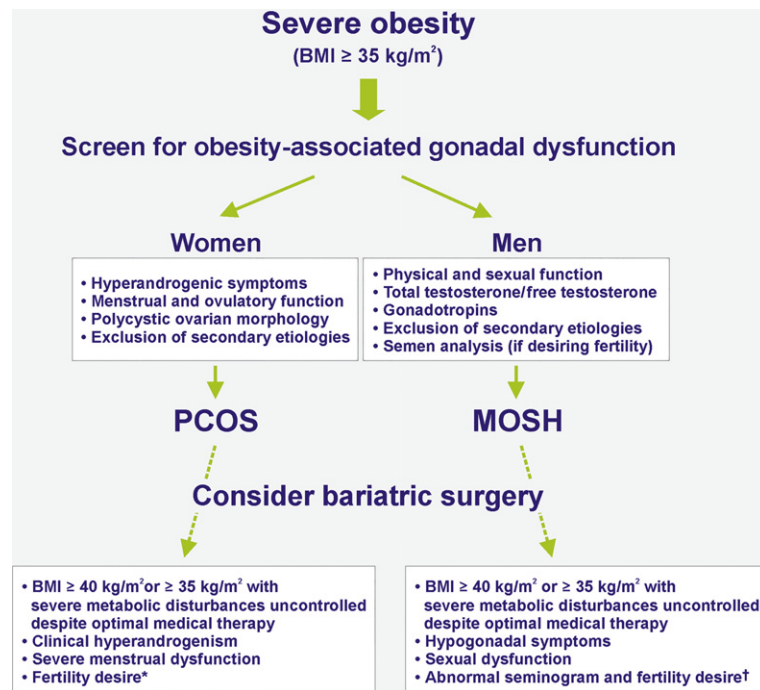 Severe obesity
(BMI ≥ 35 kg/m²)
Screen for obesity-associated gonadal dysfunction
Women
• Hyperandrogenic symptoms
• Menstrual and ovulatory function
• Polycystic ovarian morphology
• Exclusion of secondary etiologies
Men
• Physical and sexual function
• Total testosterone/free testosterone
• Gonadotropins
• Exclusion of secondary etiologies
• Semen analysis (if desiring fertility)
PCOS
MOSH
Consider bariatric surgery
• BMI ≥ 40 kg/m²or ≥ 35 kg/m² with
severe metabolic disturbances uncontrolled
despite optimal medical therapy
• Clinical hyperandrogenism
• Severe menstrual dysfunction
• Fertility desire*
• BMI ≥ 40 kg/m² or ≥ 35 kg/m² with
severe metabolic disturbances uncontrolled
despite optimal medical therapy
• Hypogonadal symptoms
• Sexual dysfunction
• Abnormal seminogram and fertility desire†